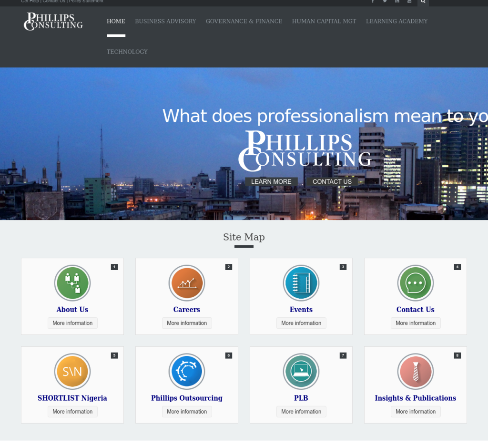 PHILLIPS
CONSULTING
HOME BUSINESS ADVISORY GOVERNANCE & FINANCE HUMAN CAPITAL MGT LEARNING ACADEMY
TECHNOLOGY
What does professionalism mean to yo
PHILLIPS
CONSULTING
LEARN MORE CONTACT US
Site Map
1 2 3 4
About Us Careers Events Contact Us
More information More information More information More information
5 6 7 8
SHORTLIST Nigeria Phillips Outsourcing PLB Insights & Publications
More information More information More information More information